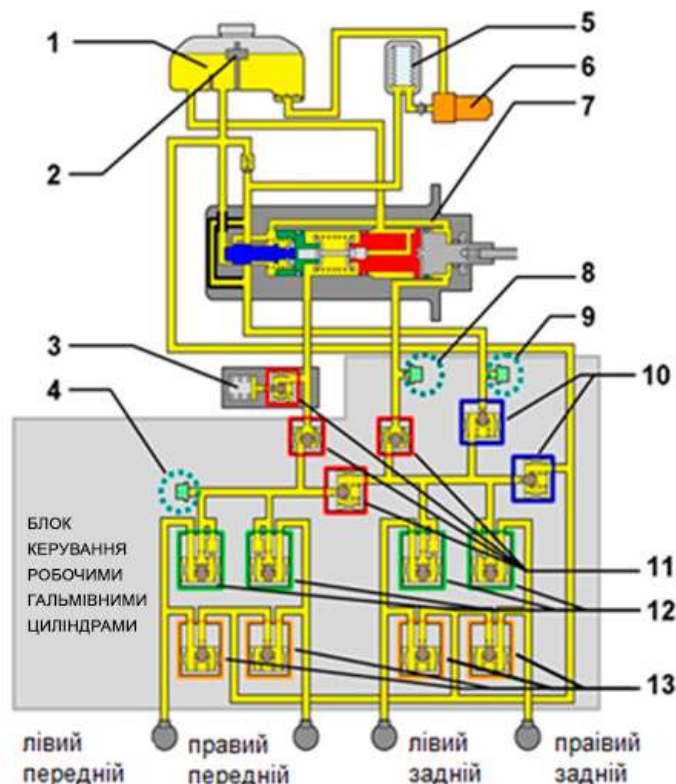 1
2
3
4
5
6
7
8
9
10
11
12
13
БЛОК
КЕРУВАННЯ
РОБОЧИМИ
ГАЛЬМІВНИМИ
ЦИЛІНДРАМИ
лівий передній
правий передній
лівий задній
праівий задній